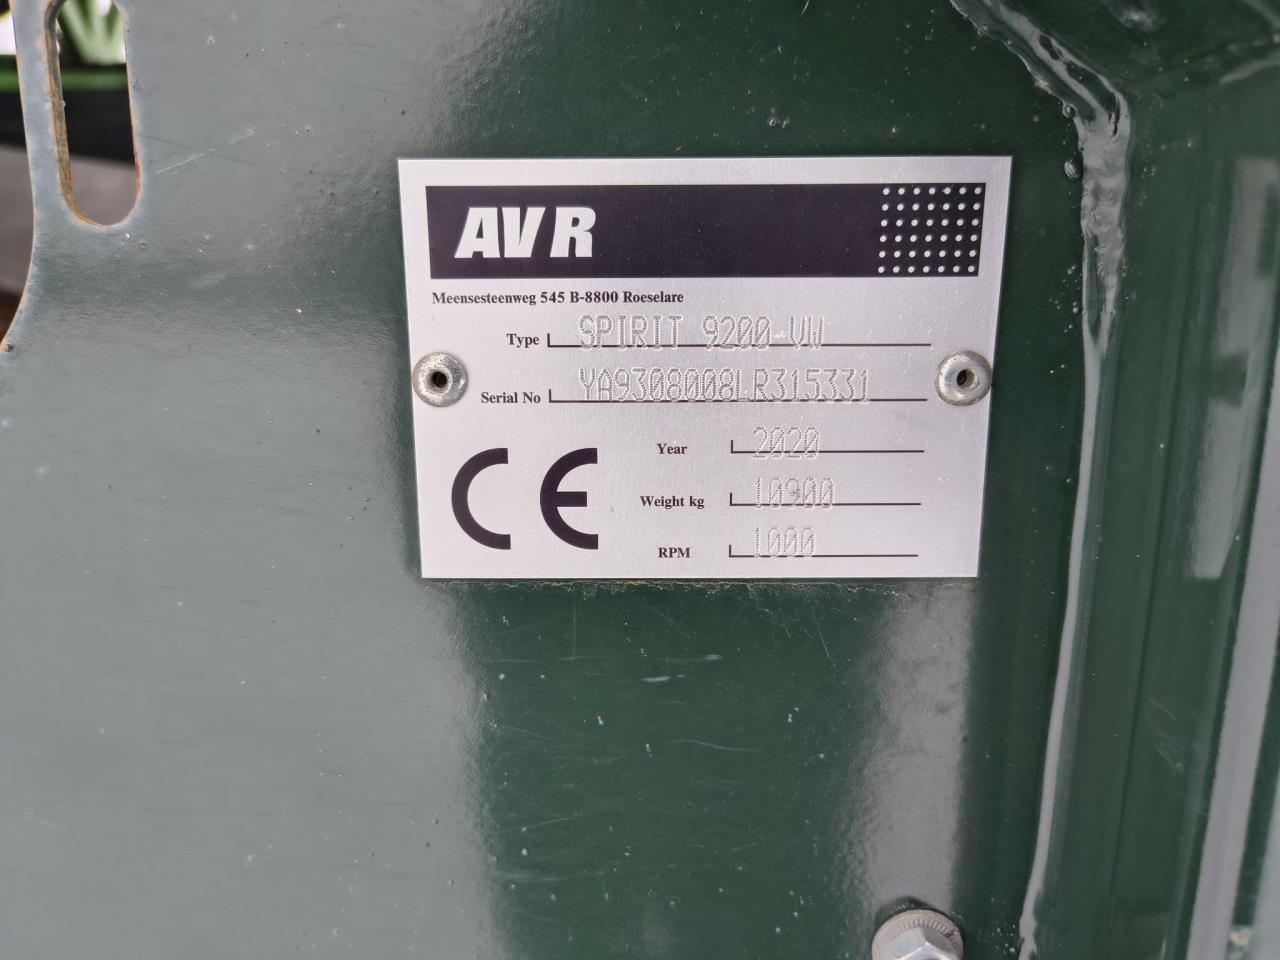 AVR
Meensesteenweg 545 B-8800 Roeselare
Type SPIRIT 9200-VW
Serial No YA9308008LR315331
CE
Year 2020
Weight kg 10900
RPM 1000